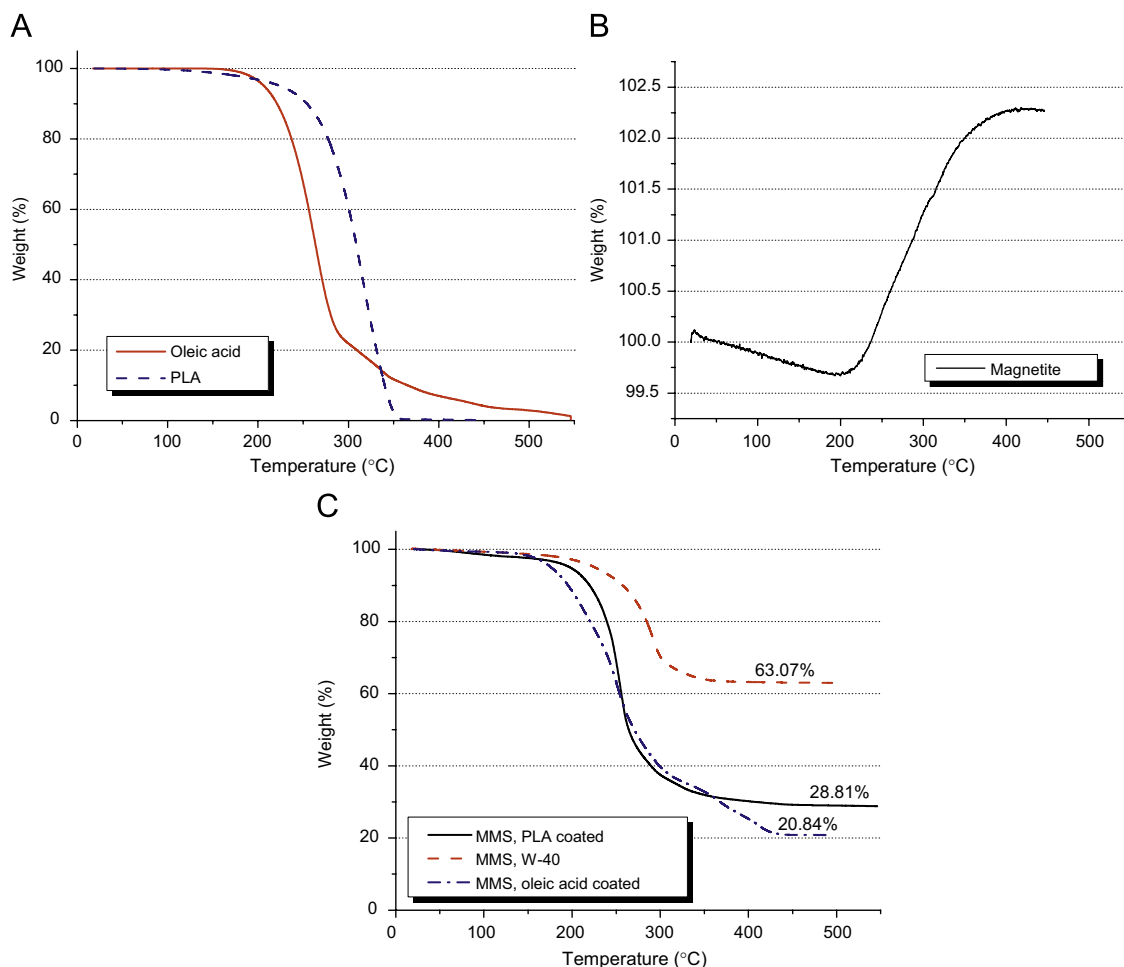 A
100
80
60
40
20
0
Weight (%)
Oleic acid
PLA
0 100 200 300 400 500
Temperature (°C)
B
102.5
102.0
101.5
101.0
100.5
100.0
99.5
Weight (%)
Magnetite
0 100 200 300 400 500
Temperature (°C)
C
100
80
60
40
20
0
Weight (%)
63.07%
28.81%
20.84%
MMS, PLA coated
MMS, W-40
MMS, oleic acid coated
0 100 200 300 400 500
Temperature (°C)